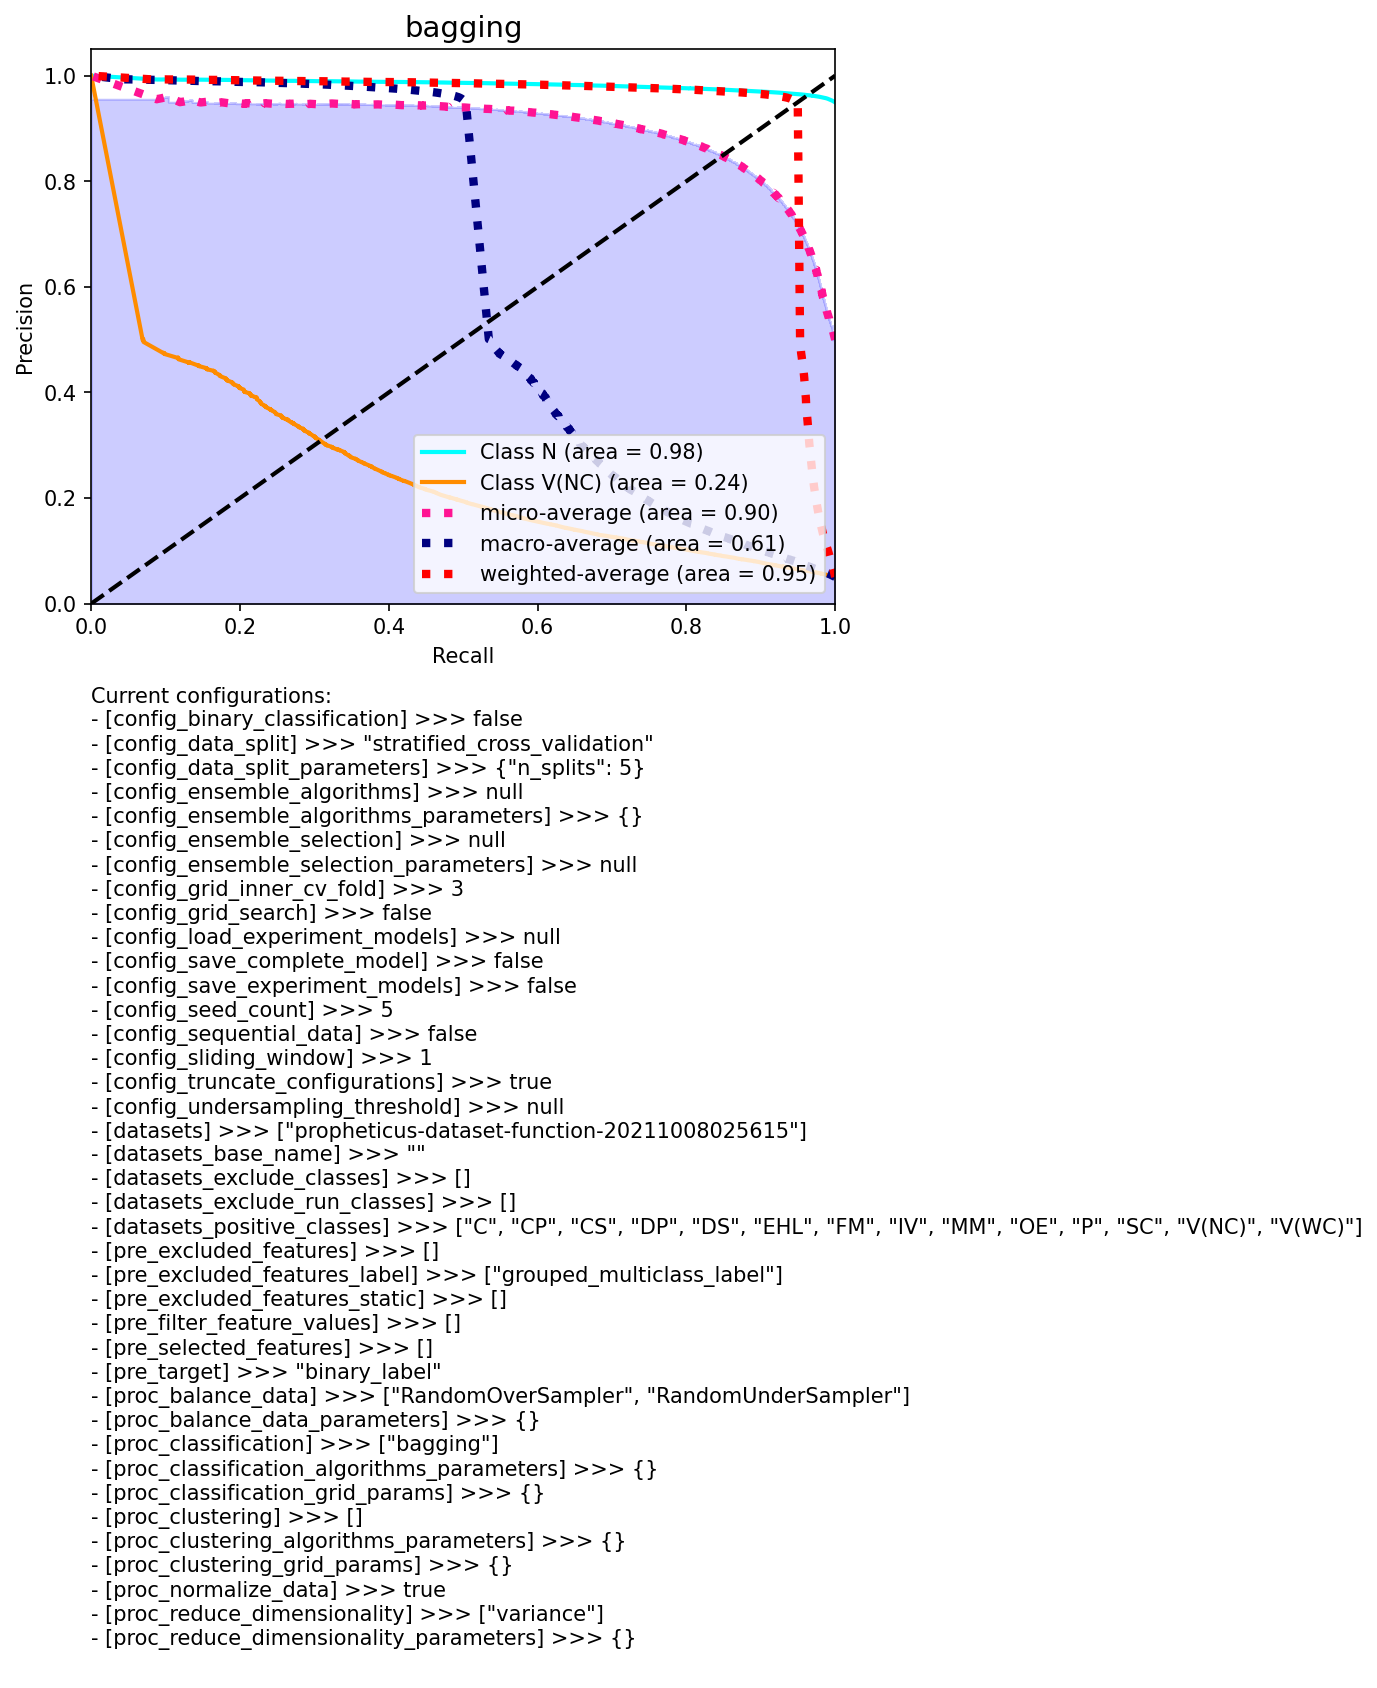 bagging
1.0
0.8
0.6
0.4
0.2
0.0
Precision
0.0 0.2 0.4 0.6 0.8 1.0
Recall
Class N (area = 0.98)
Class V(NC) (area = 0.24)
micro-average (area = 0.90)
macro-average (area = 0.61)
weighted-average (area = 0.95)
Current configurations:
- [config_binary_classification] >>> false
- [config_data_split] >>> "stratified_cross_validation"
- [config_data_split_parameters] >>> {"n_splits": 5}
- [config_ensemble_algorithms] >>> null
- [config_ensemble_algorithms_parameters] >>> {}
- [config_ensemble_selection] >>> null
- [config_ensemble_selection_parameters] >>> null
- [config_grid_inner_cv_fold] >>> 3
- [config_grid_search] >>> false
- [config_load_experiment_models] >>> null
- [config_save_complete_model] >>> false
- [config_save_experiment_models] >>> false
- [config_seed_count] >>> 5
- [config_sequential_data] >>> false
- [config_sliding_window] >>> 1
- [config_truncate_configurations] >>> true
- [config_undersampling_threshold] >>> null
- [datasets] >>> ["propheticus-dataset-function-20211008025615"]
- [datasets_base_name] >>> ""
- [datasets_exclude_classes] >>> []
- [datasets_exclude_run_classes] >>> []
- [datasets_positive_classes] >>> ["C", "CP", "CS", "DP", "DS", "EHL", "FM", "IV", "MM", "OE", "P", "SC", "V(NC)", "V(WC)"]
- [pre_excluded_features] >>> []
- [pre_excluded_features_label] >>> ["grouped_multiclass_label"]
- [pre_excluded_features_static] >>> []
- [pre_filter_feature_values] >>> []
- [pre_selected_features] >>> []
- [pre_target] >>> "binary_label"
- [proc_balance_data] >>> ["RandomOverSampler", "RandomUnderSampler"]
- [proc_balance_data_parameters] >>> {}
- [proc_classification] >>> ["bagging"]
- [proc_classification_algorithms_parameters] >>> {}
- [proc_classification_grid_params] >>> {}
- [proc_clustering] >>> []
- [proc_clustering_algorithms_parameters] >>> {}
- [proc_clustering_grid_params] >>> {}
- [proc_normalize_data] >>> true
- [proc_reduce_dimensionality] >>> ["variance"]
- [proc_reduce_dimensionality_parameters] >>> {}